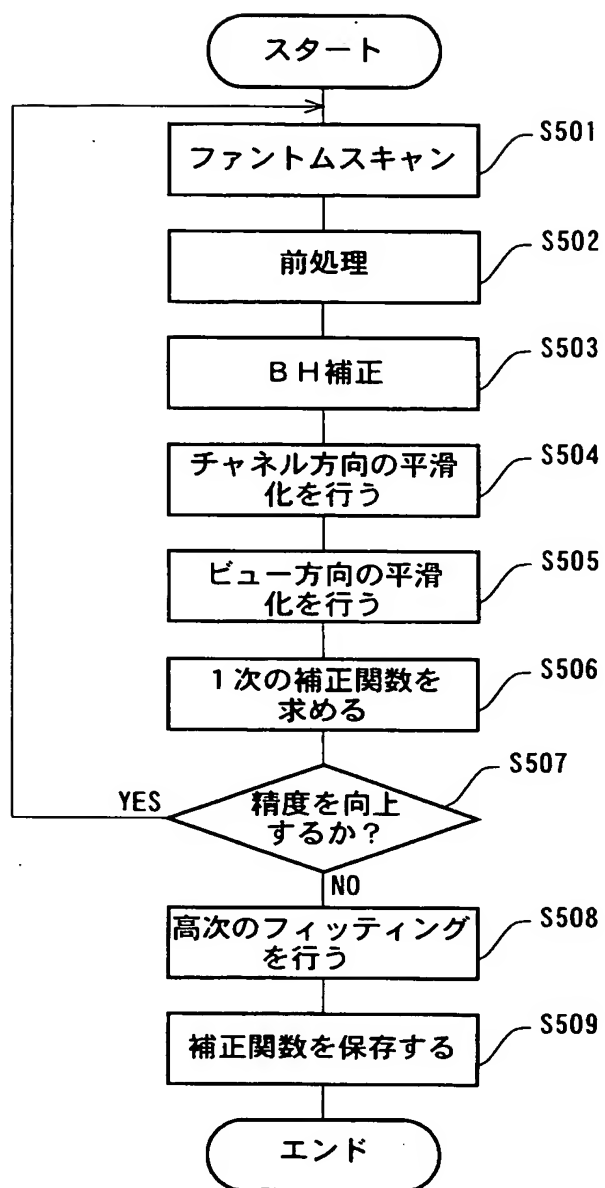 スタート
ファントムスキャン
S501
前処理
S502
BH補正
S503
チャネル方向の平滑
化を行う
S504
ビュー方向の平滑
化を行う
S505
1次の補正関数を
求める
S506
精度を向上
するか?
S507
YES
NO
高次のフィッティング
を行う
S508
補正関数を保存する
S509
エンド